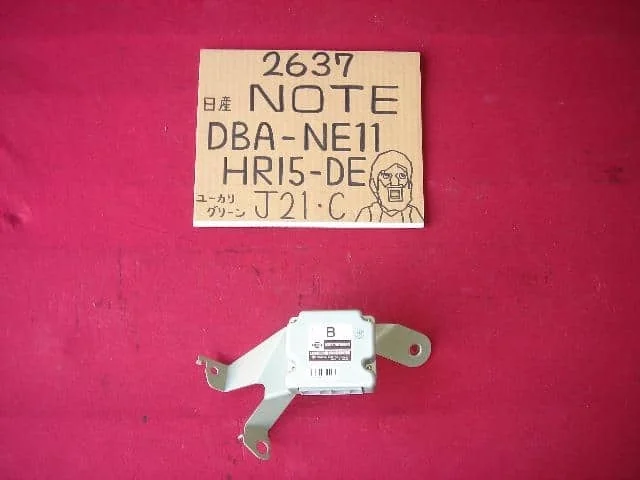 2637
日産 NOTE
DBA-NE11
HR15-DE
ユーカリ
グリーン J21·C
B